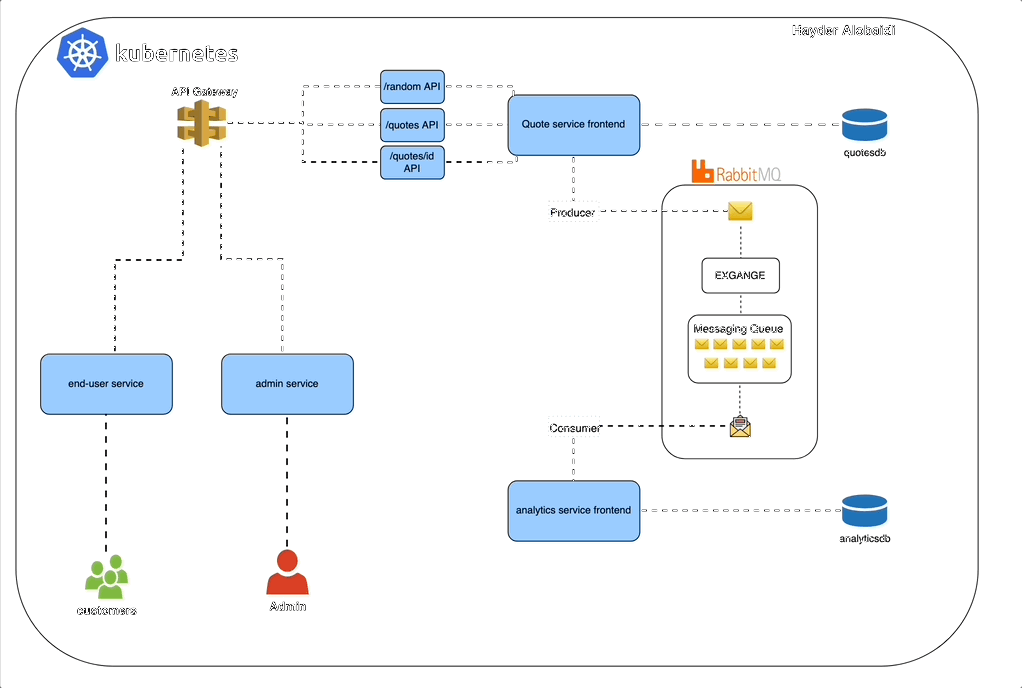 Hayder Alobaidi
kubernetes
API Gateway
/random API
/quotes API
/quotes/id
API
Quote service frontend
quotesdb
RabbitMQ
Producer
EXGANGE
Messaging Queue
end-user service
admin service
Consumer
analytics service frontend
analyticsdb
customers
Admin